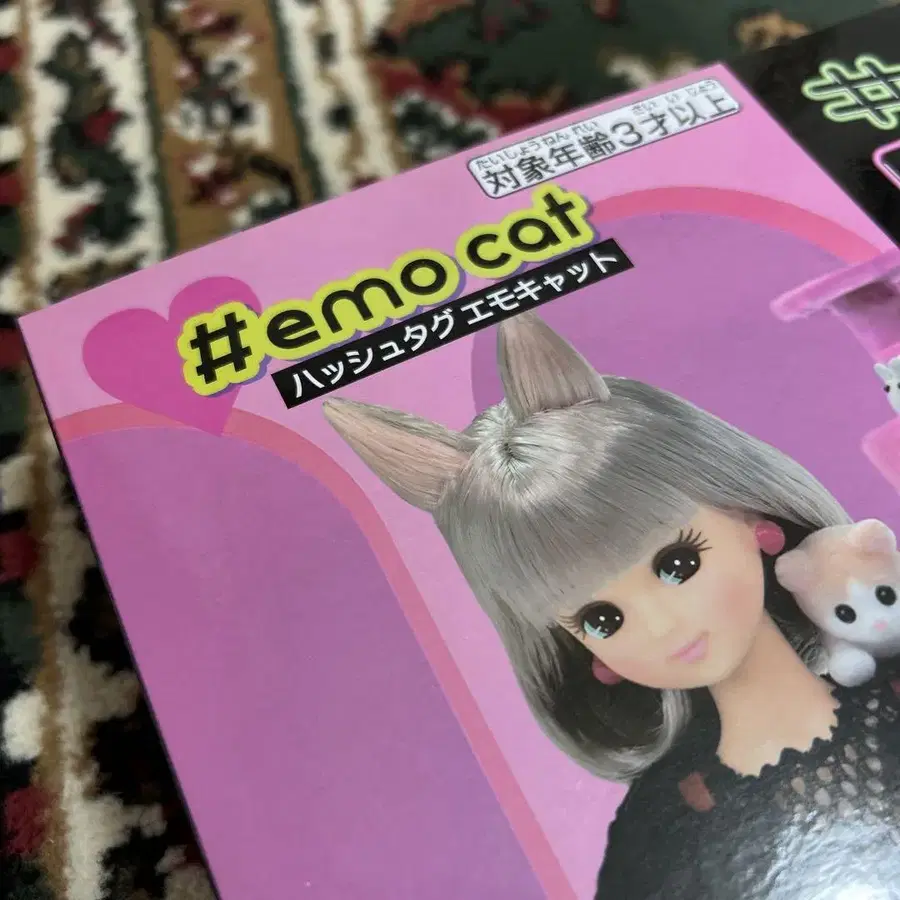 たいしょうねんれい さい いじょう
対象年齢3才以上
#emo cat
ハッシュタグ エモキャット
#